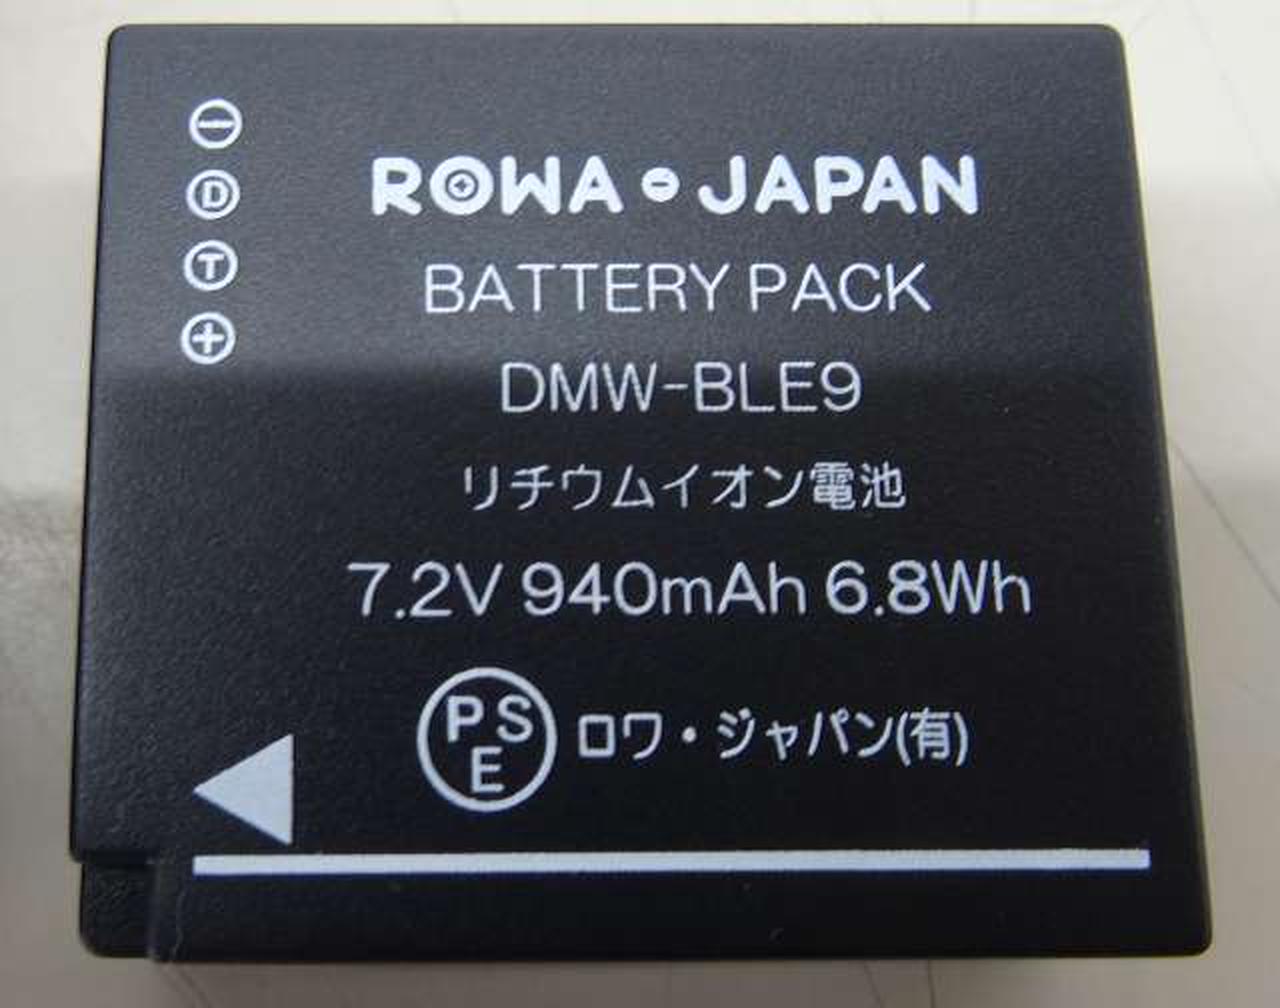 ⊖
Ⓓ
Ⓣ
⊕
ROWA・JAPAN
BATTERY PACK
DMW-BLE9
リチウムイオン電池
7.2V 940mAh 6.8Wh
PS
E
ロワ・ジャパン(有)